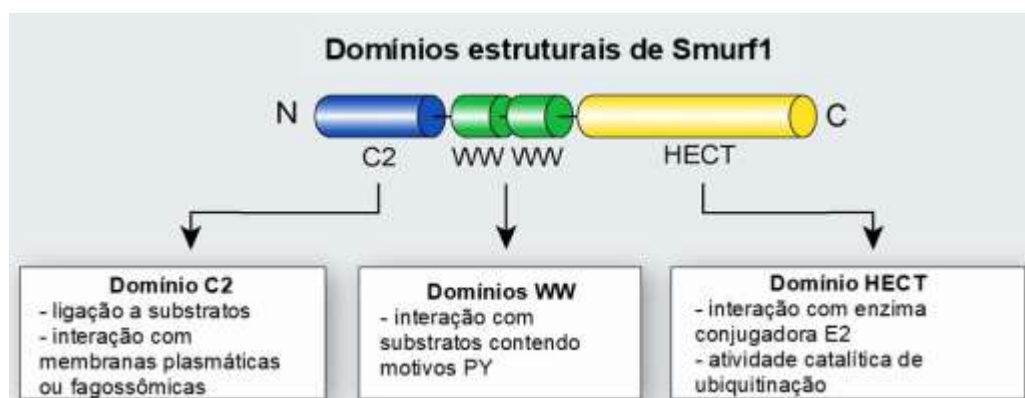 Domínios estruturais de Smurf1
N
C
C2
WW WW
HECT
Domínio C2
- ligação a substratos
- interação com
membranas plasmáticas
ou fagossômicas
Domínios WW
- interação com
substratos contendo
motivos PY
Domínio HECT
- interação com enzima
conjugadora E2
- atividade catalítica de
ubiquitinação